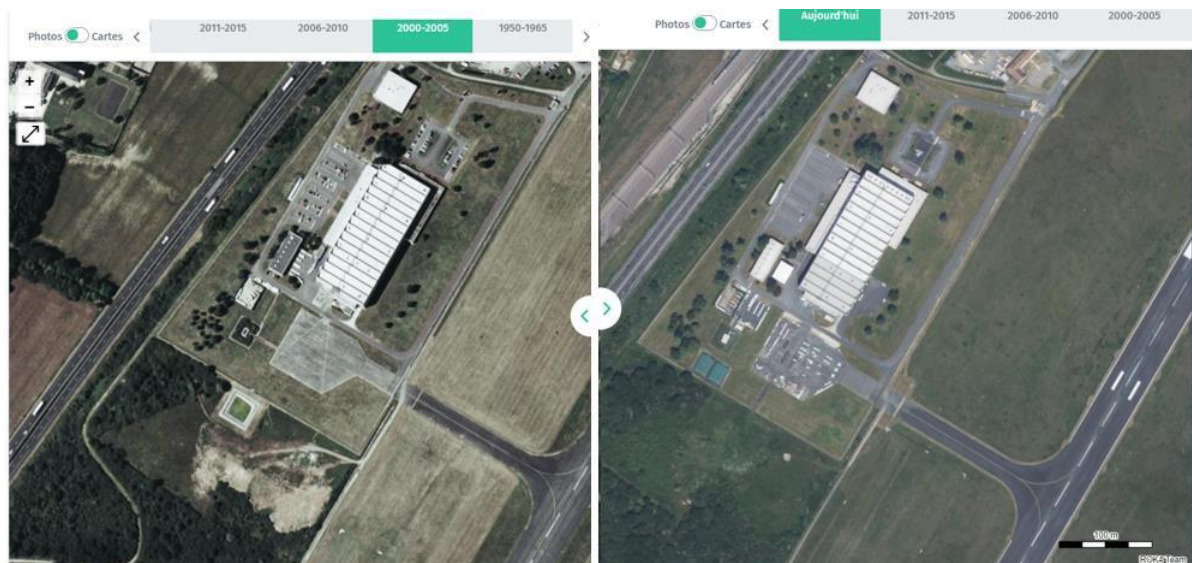 Photos Cartes < 2011-2015 2006-2010 2000-2005 1950-1965 >
+
−
< >
Photos Cartes < Aujourd'hui 2011-2015 2006-2010 2000-2005
100 m